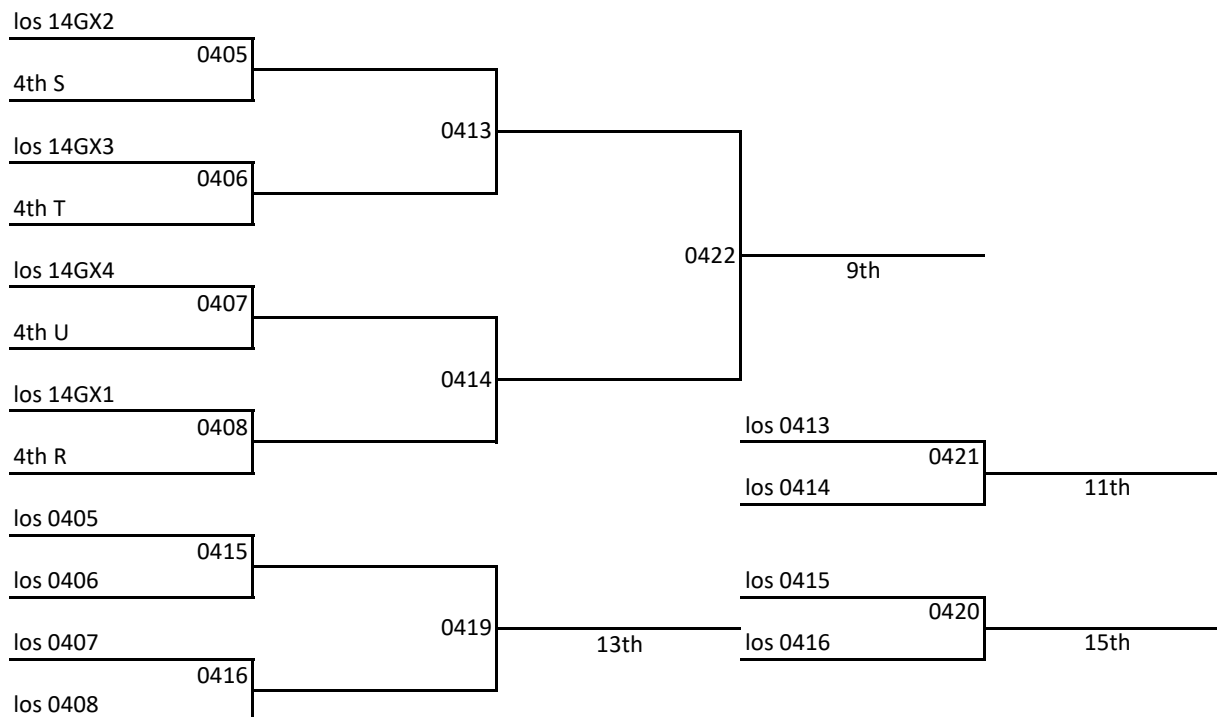 los 14GX2
0405
4th S
0413
los 14GX3
0406
4th T
0422
9th
los 14GX4
0407
4th U
0414
los 14GX1
0408
4th R
los 0413
0421
los 0414
11th
los 0405
0415
los 0406
0419
13th
los 0407
0416
los 0408
los 0415
0420
los 0416
15th